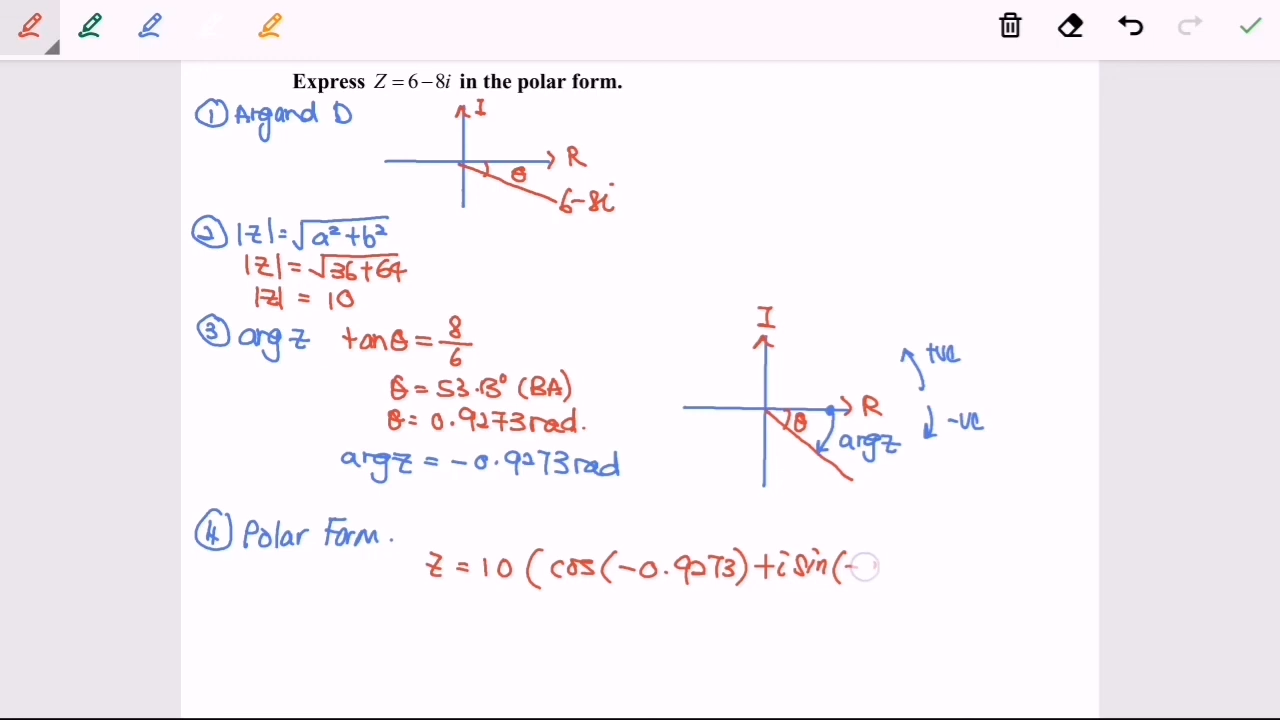 Express Z = 6 − 8i in the polar form.
① Argand D
I
R
θ
6-8i
② |z| = √a² + b²
|z| = √36+64
|z| = 10
③ arg z tanθ = 8/6
θ = 53.13° (BA)
θ = 0.9273 rad.
arg z = -0.9273 rad
I
+ve
R
θ
-ve
arg z
④ Polar Form.
z = 10 ( cos(-0.9273) + i sin(-